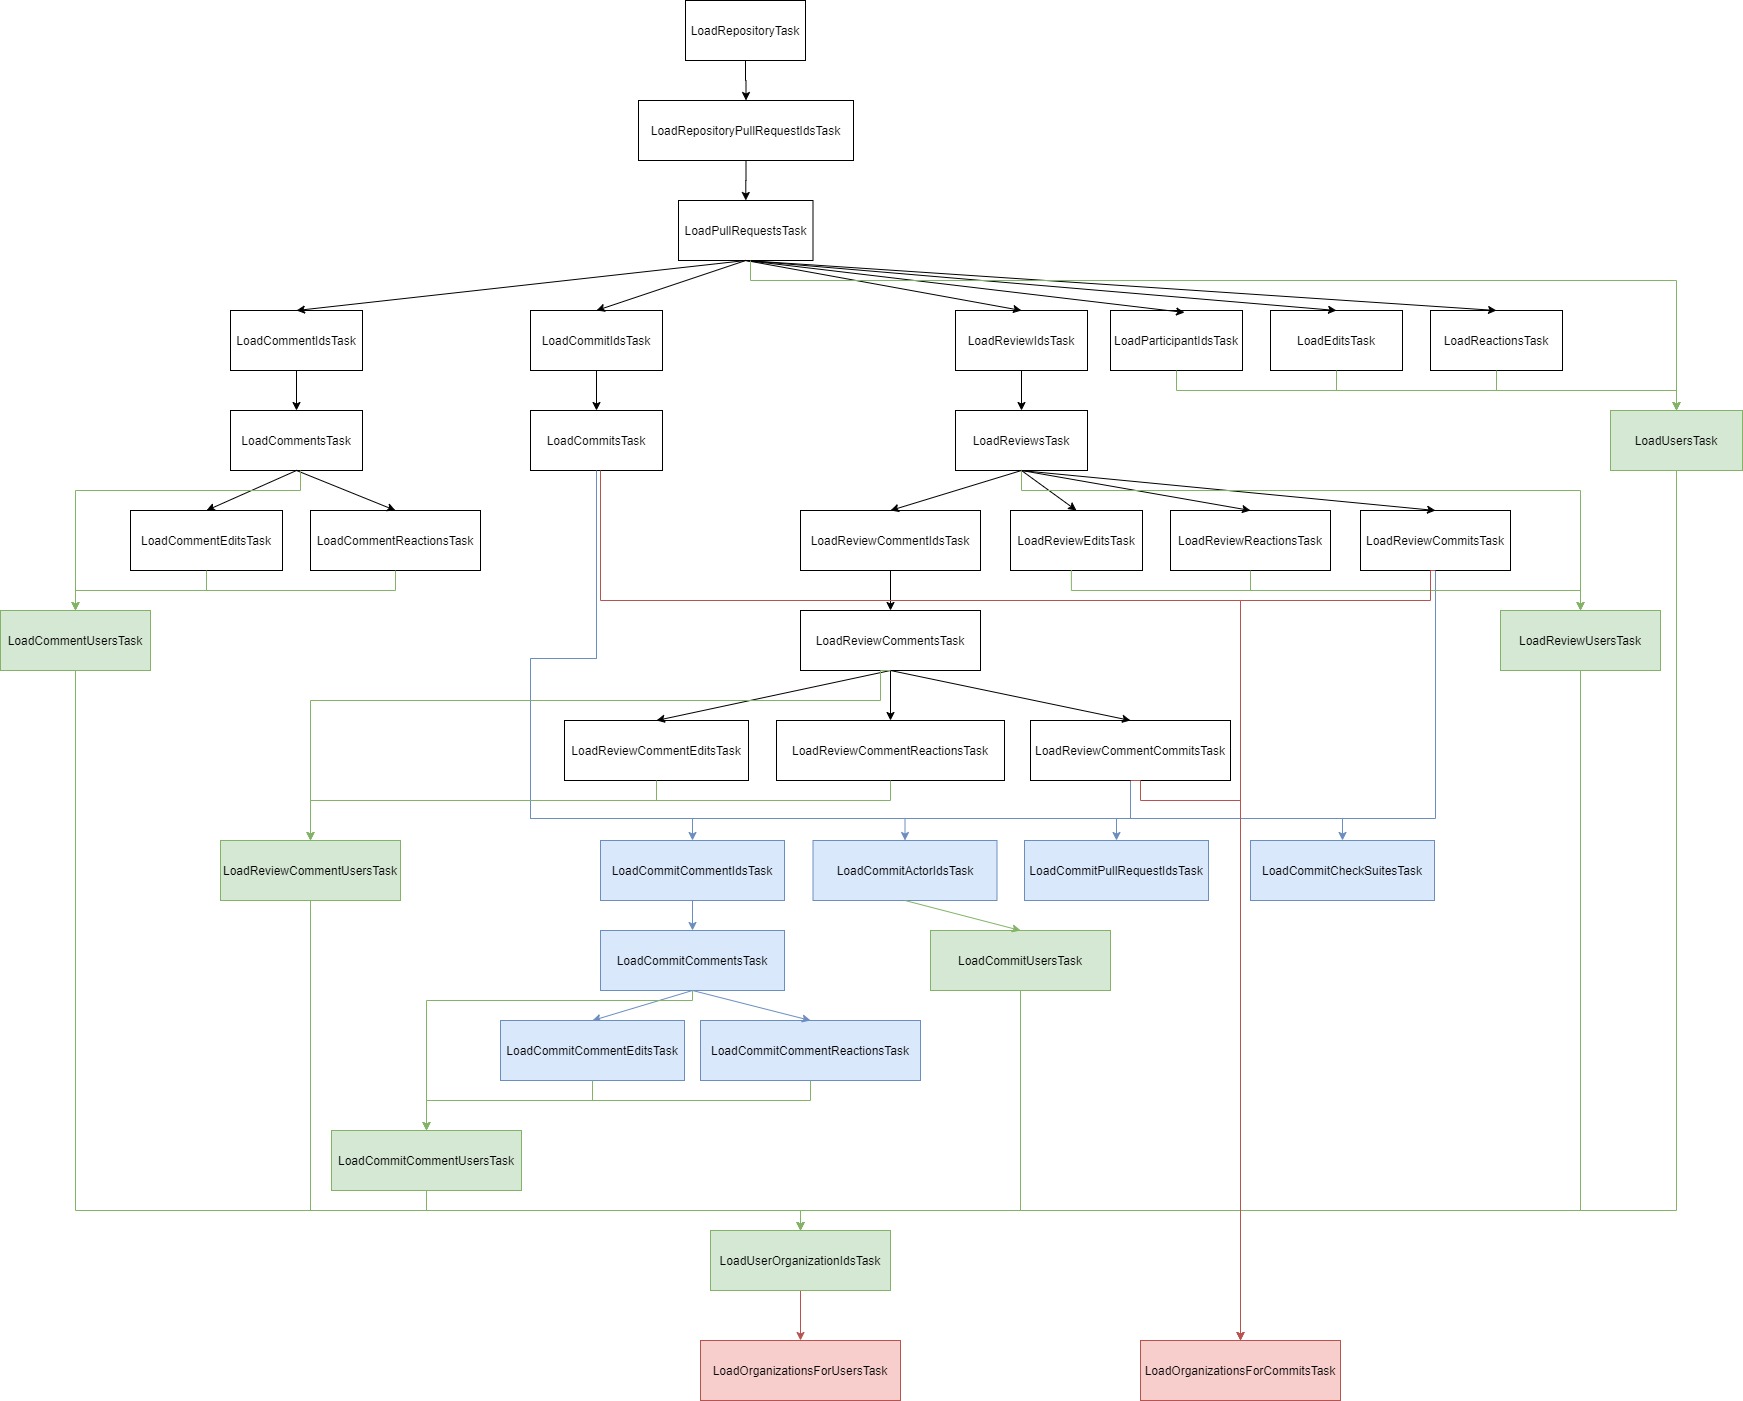 LoadRepositoryTask
LoadRepositoryPullRequestIdsTask
LoadPullRequestsTask
LoadCommentIdsTask
LoadCommitIdsTask
LoadReviewIdsTask
LoadParticipantIdsTask
LoadEditsTask
LoadReactionsTask
LoadCommentsTask
LoadCommitsTask
LoadReviewsTask
LoadUsersTask
LoadCommentEditsTask
LoadCommentReactionsTask
LoadReviewCommentIdsTask
LoadReviewEditsTask
LoadReviewReactionsTask
LoadReviewCommitsTask
LoadCommentUsersTask
LoadReviewCommentsTask
LoadReviewUsersTask
LoadReviewCommentEditsTask
LoadReviewCommentReactionsTask
LoadReviewCommentCommitsTask
LoadReviewCommentUsersTask
LoadCommitCommentIdsTask
LoadCommitActorIdsTask
LoadCommitPullRequestIdsTask
LoadCommitCheckSuitesTask
LoadCommitCommentsTask
LoadCommitUsersTask
LoadCommitCommentEditsTask
LoadCommitCommentReactionsTask
LoadCommitCommentUsersTask
LoadUserOrganizationIdsTask
LoadOrganizationsForUsersTask
LoadOrganizationsForCommitsTask